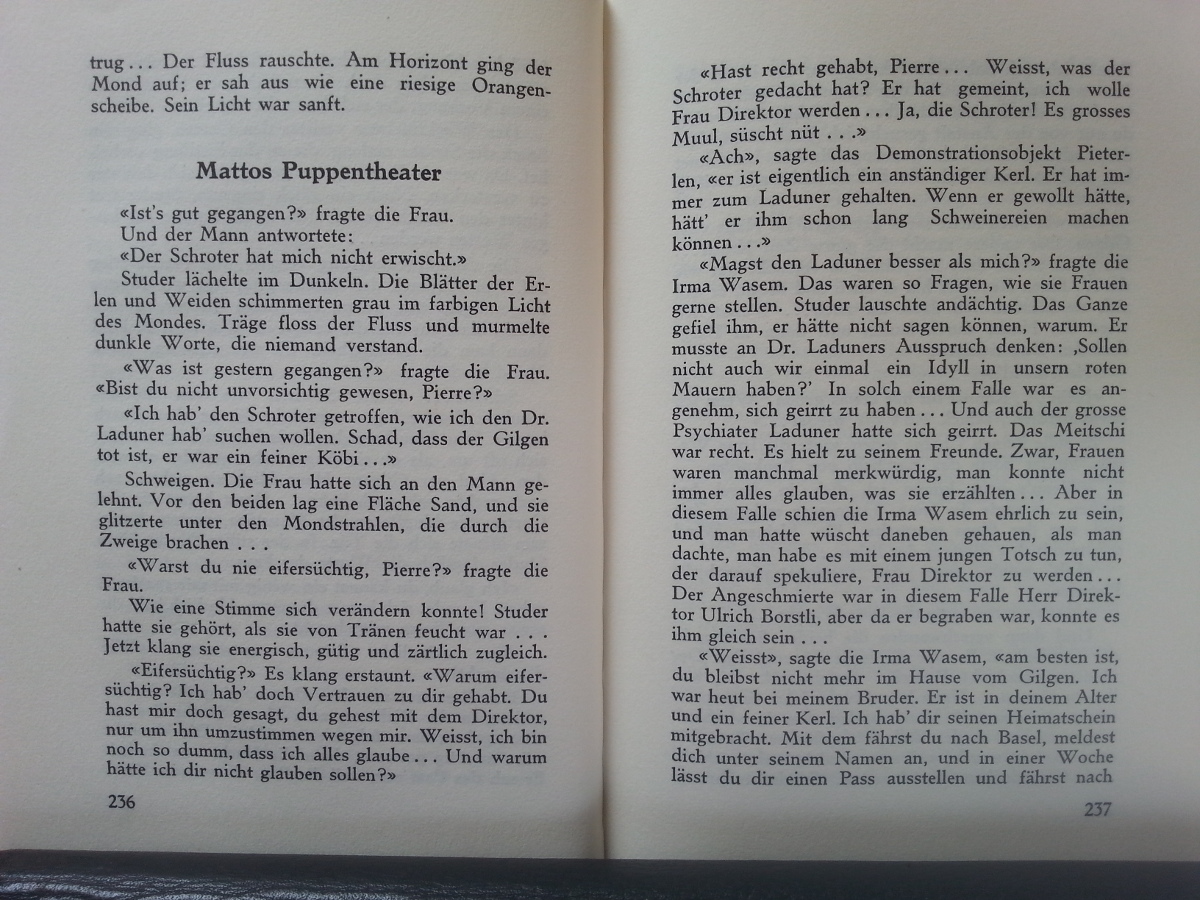 trug... Der Fluss rauschte. Am Horizont ging der
Mond auf; er sah aus wie eine riesige Orangen-
scheibe. Sein Licht war sanft.
Mattos Puppentheater
«Ist's gut gegangen?» fragte die Frau.
Und der Mann antwortete:
«Der Schroter hat mich nicht erwischt.»
Studer lächelte im Dunkeln. Die Blätter der Er-
len und Weiden schimmerten grau im farbigen Licht
des Mondes. Träge floss der Fluss und murmelte
dunkle Worte, die niemand verstand.
«Was ist gestern gegangen?» fragte die Frau.
«Bist du nicht unvorsichtig gewesen, Pierre?»
«Ich hab' den Schroter getroffen, wie ich den Dr.
Laduner hab' suchen wollen. Schad, dass der Gilgen
tot ist, er war ein feiner Köbi...»
Schweigen. Die Frau hatte sich an den Mann ge-
lehnt. Vor den beiden lag eine Fläche Sand, und sie
glitzerte unter den Mondstrahlen, die durch die
Zweige brachen . . .
«Warst du nie eifersüchtig, Pierre?» fragte die
Frau.
Wie eine Stimme sich verändern konnte! Studer
hatte sie gehört, als sie von Tränen feucht war . . .
Jetzt klang sie energisch, gütig und zärtlich zugleich.
«Eifersüchtig?» Es klang erstaunt. «Warum eifer-
süchtig? Ich hab' doch Vertrauen zu dir gehabt. Du
hast mir doch gesagt, du gehest mit dem Direktor,
nur um ihn umzustimmen wegen mir. Weisst, ich bin
noch so dumm, dass ich alles glaube... Und warum
hätte ich dir nicht glauben sollen?»
236
«Hast recht gehabt, Pierre... Weisst, was der
Schroter gedacht hat? Er hat gemeint, ich wolle
Frau Direktor werden... Ja, die Schroter! Es grosses
Muul, süscht nüt . . .»
«Ach», sagte das Demonstrationsobjekt Pieter-
len, «er ist eigentlich ein anständiger Kerl. Er hat im-
mer zum Laduner gehalten. Wenn er gewollt hätte,
hätt' er ihm schon lang Schweinereien machen
können...»
«Magst den Laduner besser als mich?» fragte die
Irma Wasem. Das waren so Fragen, wie sie Frauen
gerne stellen. Studer lauschte andächtig. Das Ganze
gefiel ihm, er hätte nicht sagen können, warum. Er
musste an Dr. Laduners Ausspruch denken: ‚Sollen
nicht auch wir einmal ein Idyll in unsern roten
Mauern haben?' In solch einem Falle war es an-
genehm, sich geirrt zu haben... Und auch der grosse
Psychiater Laduner hatte sich geirrt. Das Meitschi
war recht. Es hielt zu seinem Freunde. Zwar, Frauen
waren manchmal merkwürdig, man konnte nicht
immer alles glauben, was sie erzählten... Aber in
diesem Falle schien die Irma Wasem ehrlich zu sein,
und man hatte wüscht daneben gehauen, als man
dachte, man habe es mit einem jungen Totsch zu tun,
der darauf spekuliere, Frau Direktor zu werden...
Der Angeschmierte war in diesem Falle Herr Direk-
tor Ulrich Borstli, aber da er begraben war, konnte es
ihm gleich sein . . .
«Weisst», sagte die Irma Wasem, «am besten ist,
du bleibst nicht mehr im Hause vom Gilgen. Ich
war heut bei meinem Bruder. Er ist in deinem Alter
und ein feiner Kerl. Ich hab' dir seinen Heimatschein
mitgebracht. Mit dem fährst du nach Basel, meldest
dich unter seinem Namen an, und in einer Woche
lässt du dir einen Pass ausstellen und fährst nach
237